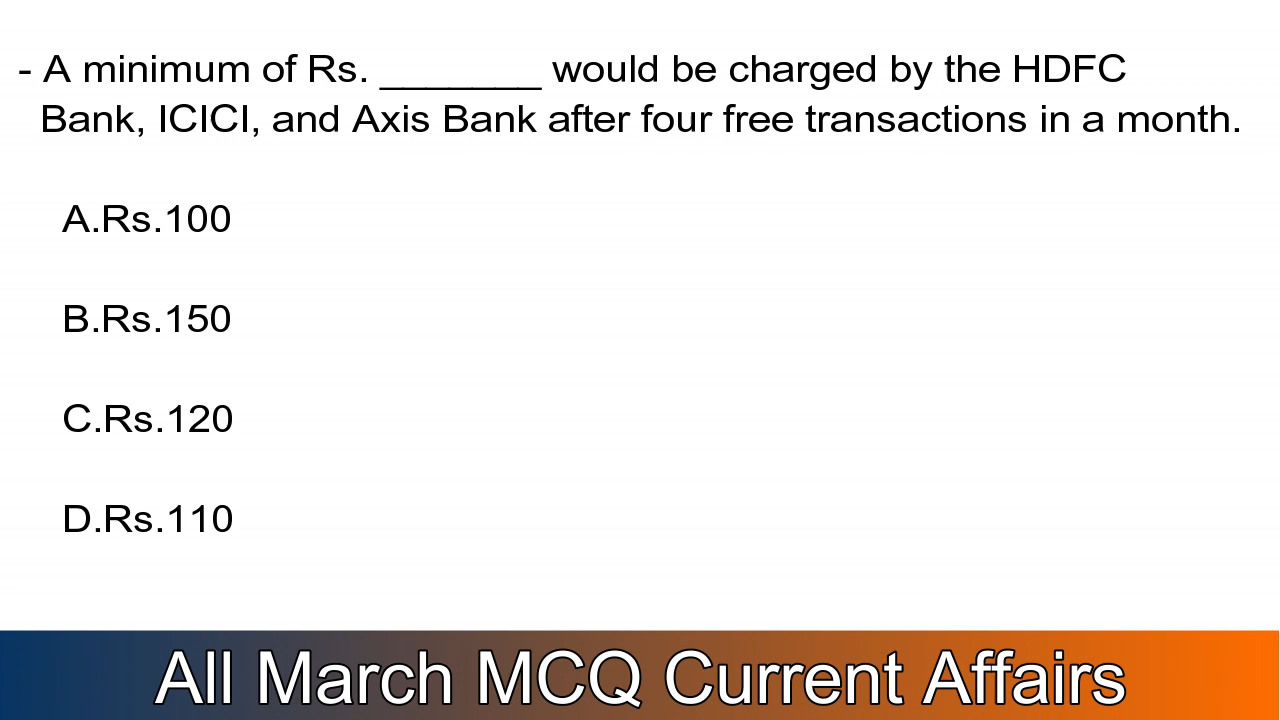 - A minimum of Rs. _______ would be charged by the HDFC
Bank, ICICI, and Axis Bank after four free transactions in a month.
A.Rs.100
B.Rs.150
C.Rs.120
D.Rs.110
All March MCQ Current Affairs